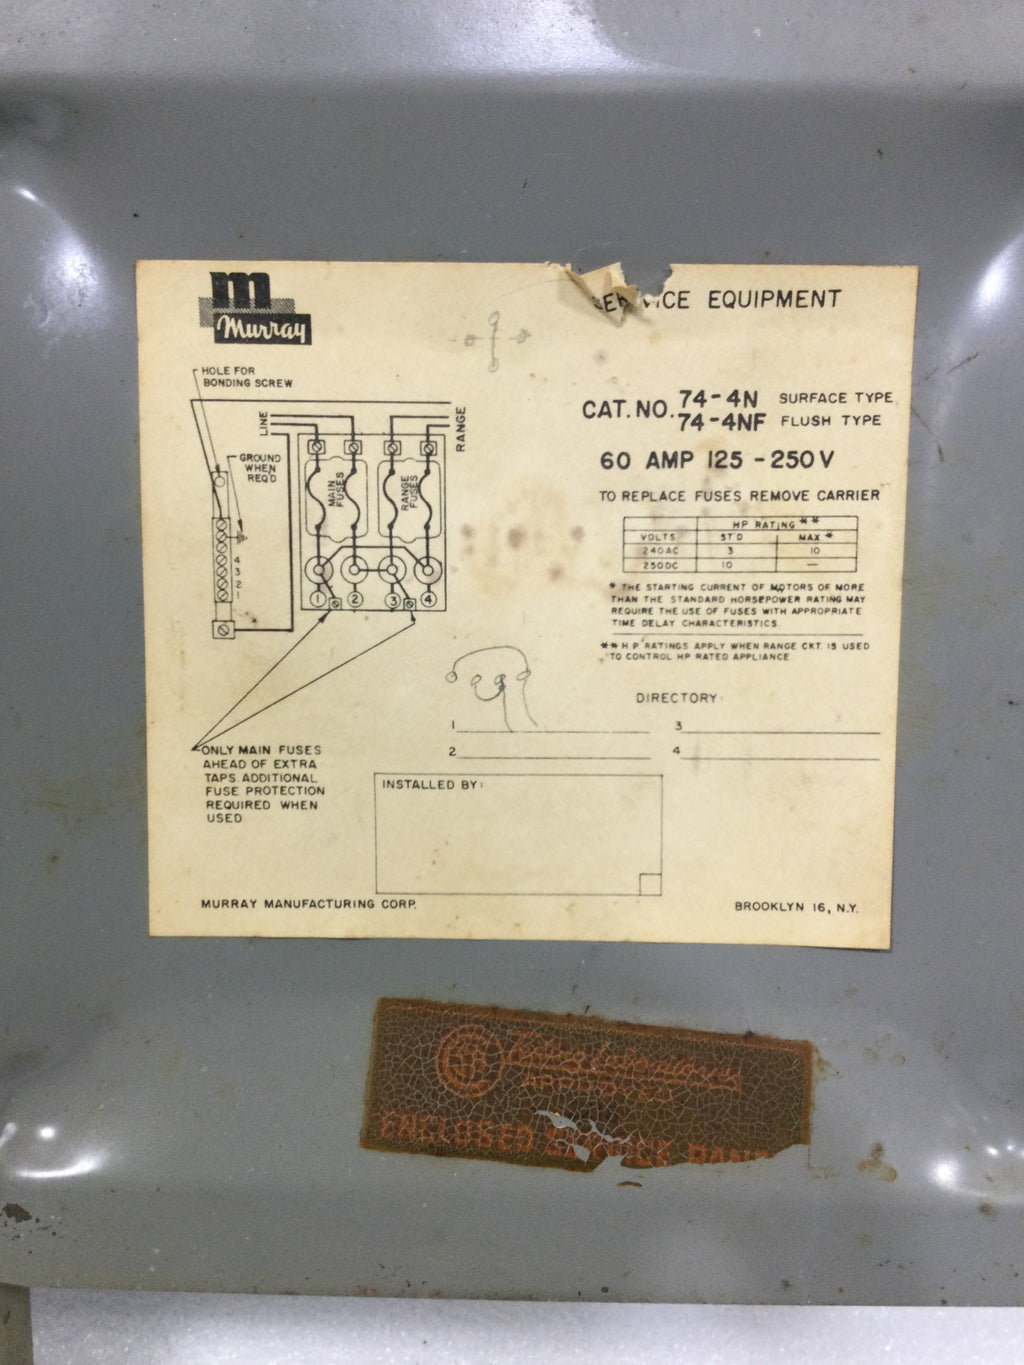 m
Murray
SERVICE EQUIPMENT
HOLE FOR
BONDING SCREW
LINE
RANGE
GROUND
WHEN
REQ'D
MAIN
FUSES
RANGE
FUSES
4
3
2
1
1 2 3 4
CAT. NO. 74-4N SURFACE TYPE
74-4NF FLUSH TYPE
60 AMP 125-250V
TO REPLACE FUSES REMOVE CARRIER
HP RATING **
VOLTS STD MAX *
240AC 3 10
250DC 10 —
* THE STARTING CURRENT OF MOTORS OF MORE
THAN THE STANDARD HORSEPOWER RATING MAY
REQUIRE THE USE OF FUSES WITH APPROPRIATE
TIME DELAY CHARACTERISTICS.
** H.P. RATINGS APPLY WHEN RANGE CKT. IS USED
TO CONTROL HP RATED APPLIANCE
DIRECTORY:
1 3
2 4
ONLY MAIN FUSES
AHEAD OF EXTRA
TAPS. ADDITIONAL
FUSE PROTECTION
REQUIRED WHEN
USED
INSTALLED BY:
MURRAY MANUFACTURING CORP.
BROOKLYN 16, N.Y.
APPROVED
ENCLOSED SERVICE